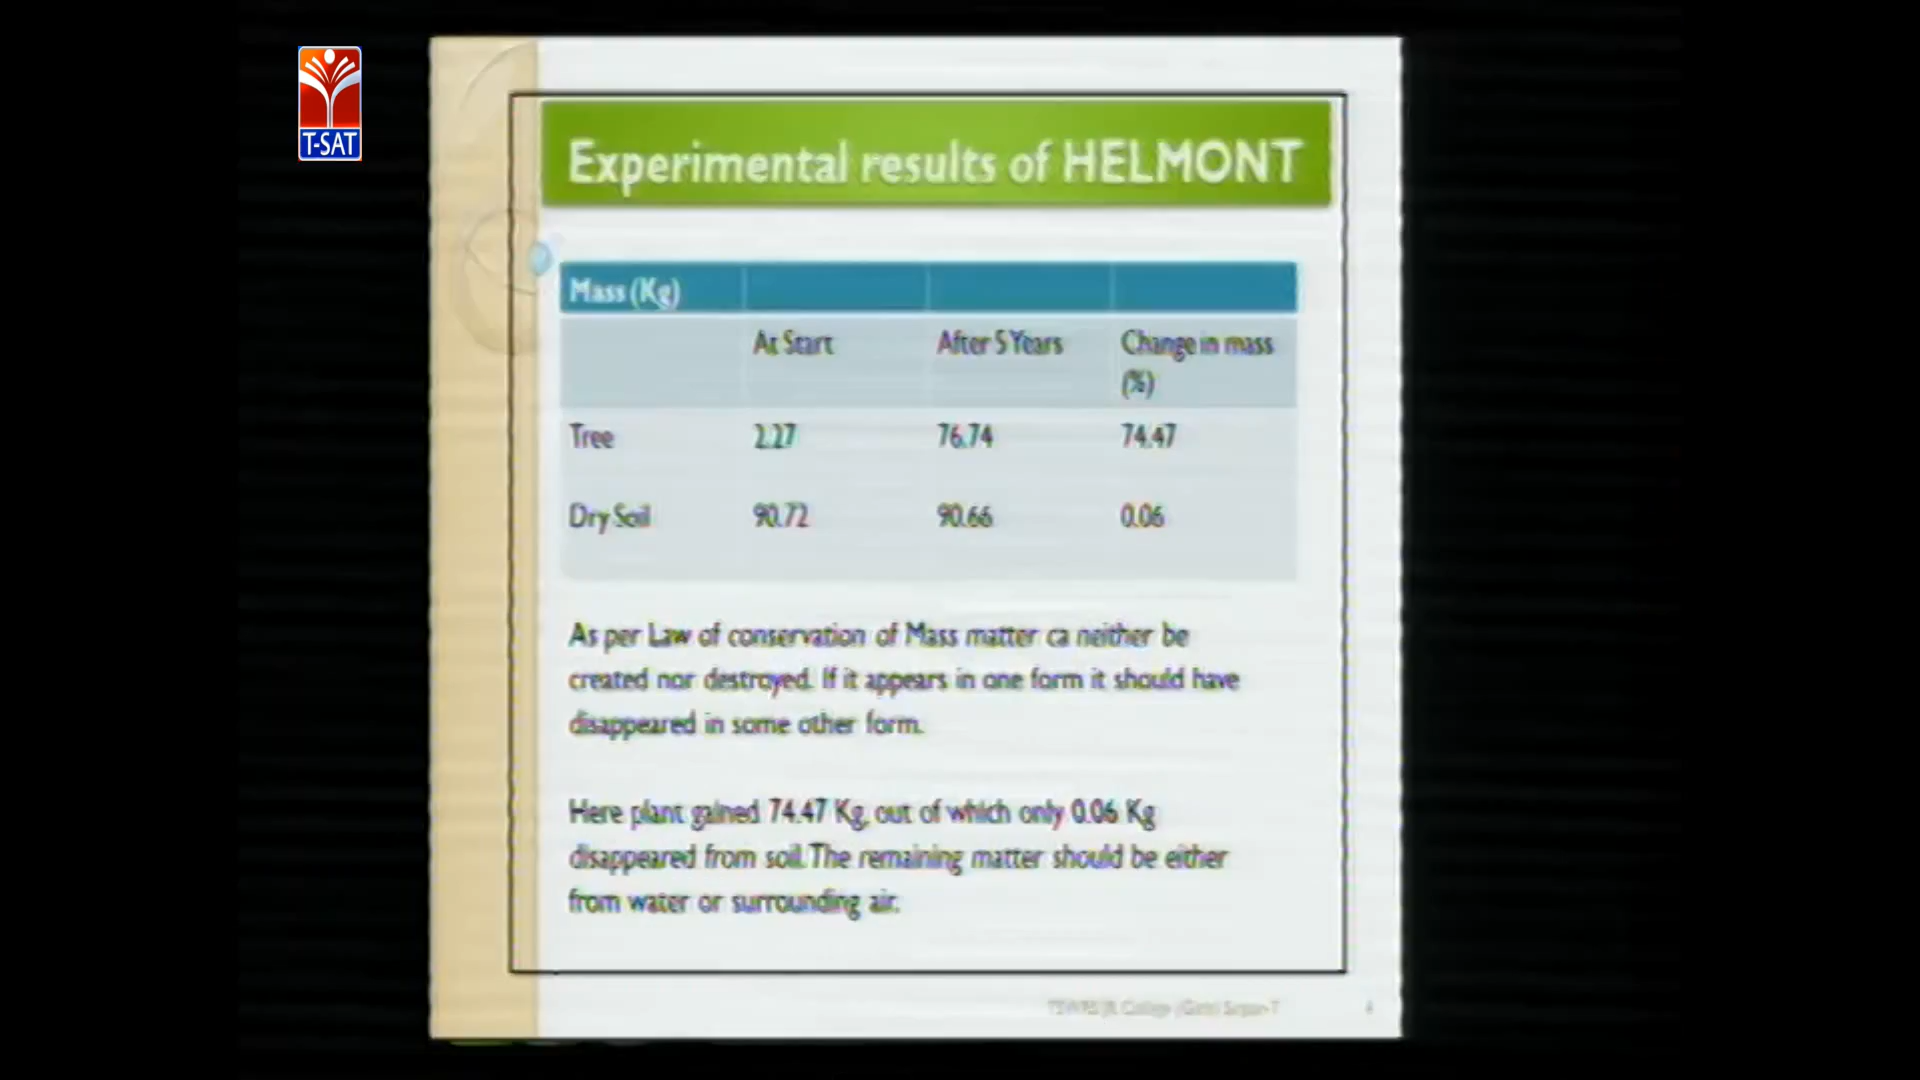 T-SAT
Experimental results of HELMONT
Mass (Kg)
At Start After 5 Years Change in mass
(%)
Tree 2.27 76.74 74.47
Dry Soil 90.72 90.66 0.06
As per Law of conservation of Mass matter ca neither be
created nor destroyed. If it appears in one form it should have
disappeared in some other form.
Here plant gained 74.47 Kg, out of which only 0.06 Kg
disappeared from soil. The remaining matter should be either
from water or surrounding air.
College (Girls)